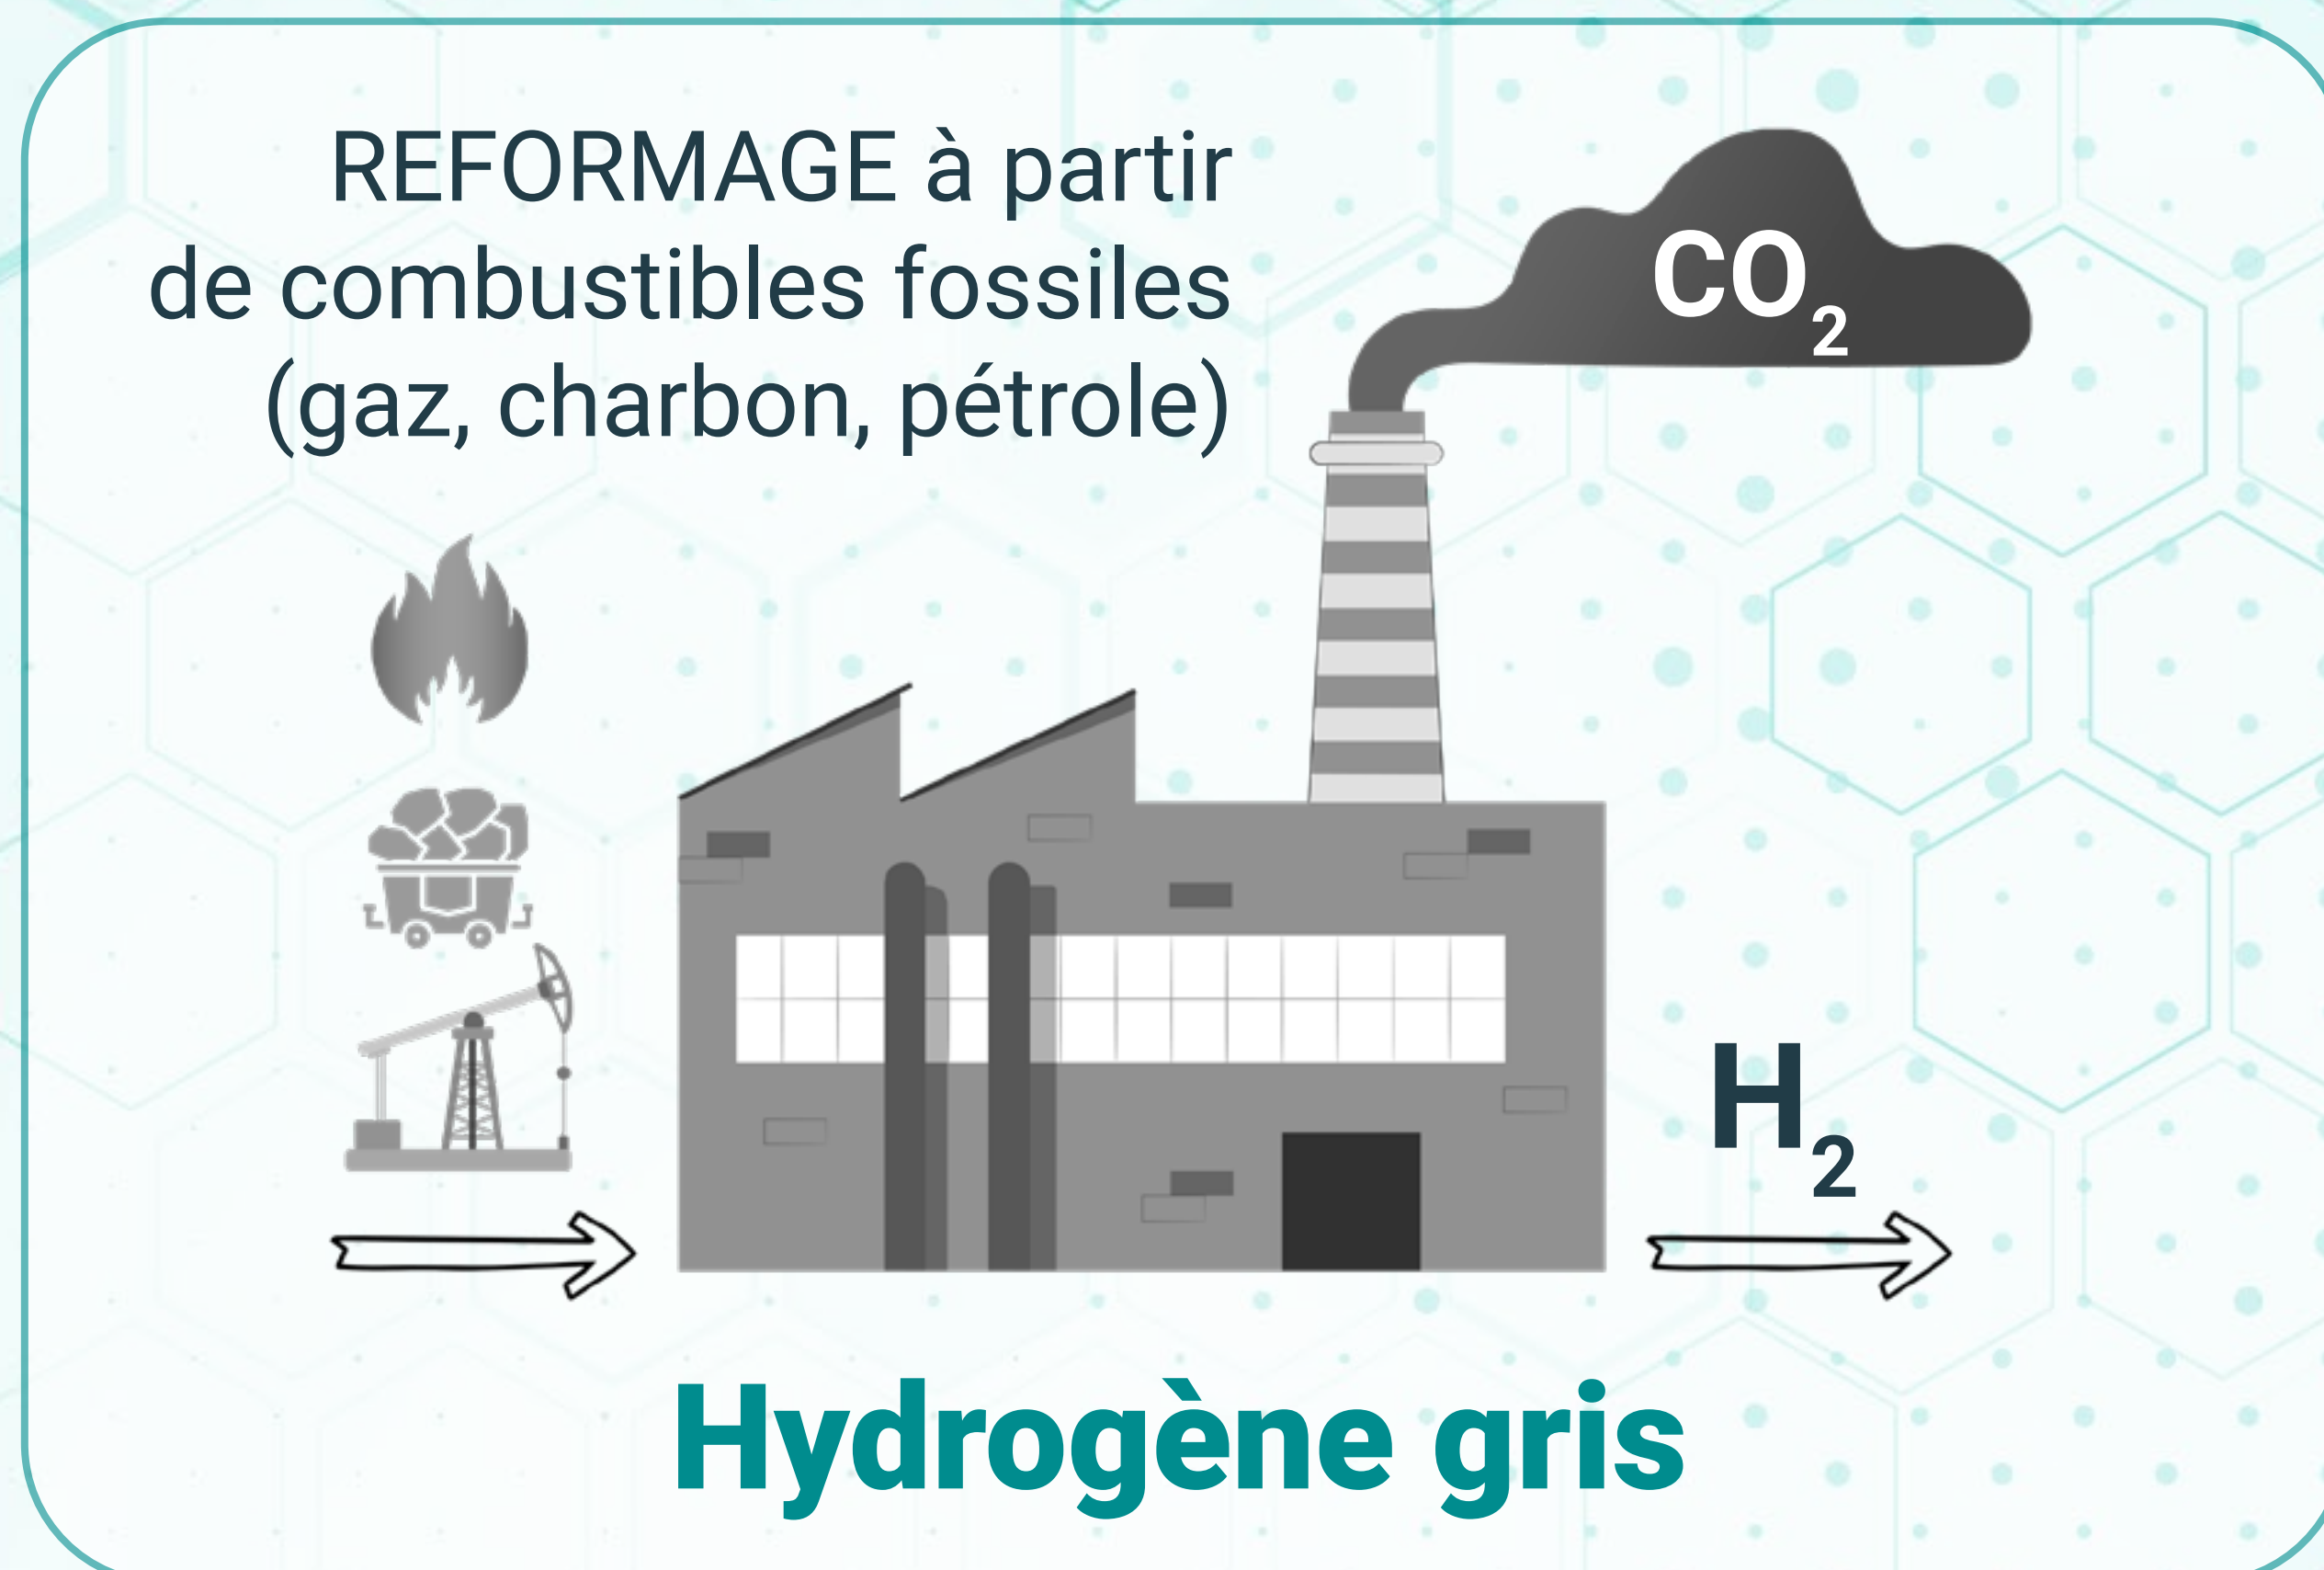 REFORMAGE à partir
de combustibles fossiles
(gaz, charbon, pétrole)
CO₂
H₂
Hydrogène gris